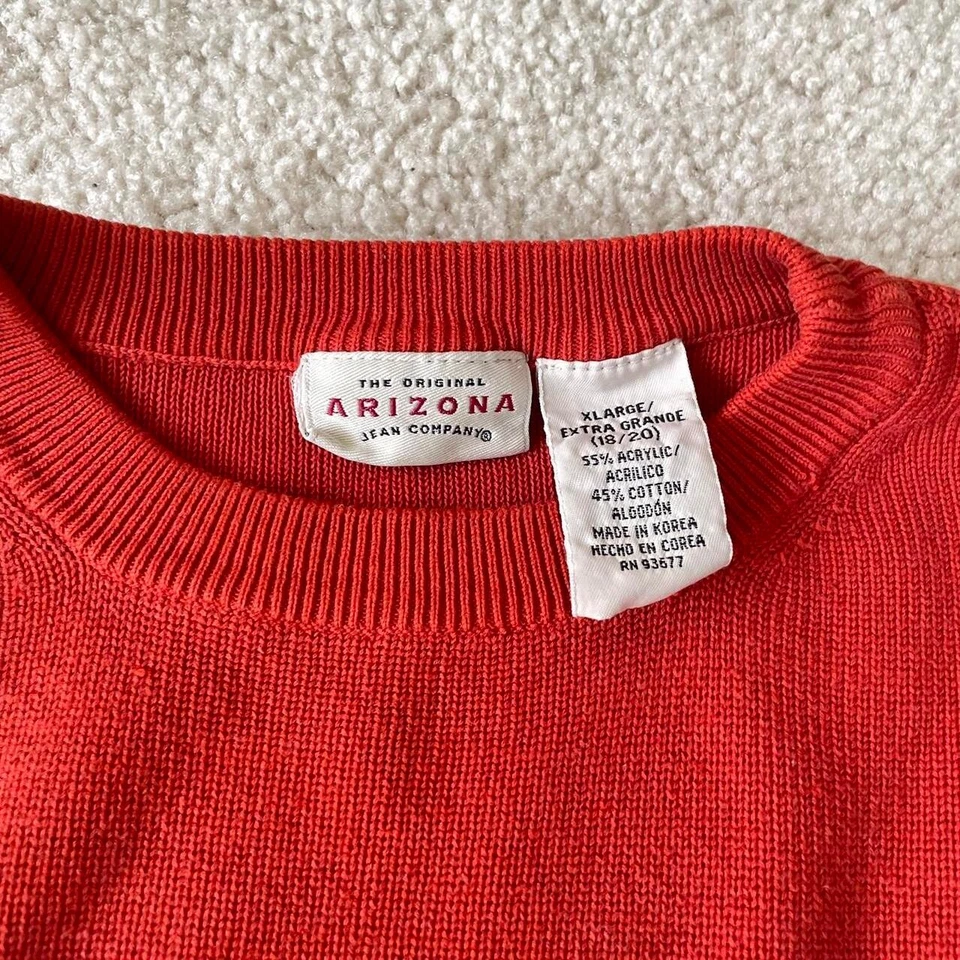 THE ORIGINAL
ARIZONA
JEAN COMPANY®
XLARGE/
EXTRA GRANDE
(18/20)
55% ACRYLIC/
ACRILICO
45% COTTON/
ALGODÓN
MADE IN KOREA
HECHO EN COREA
RN 93677